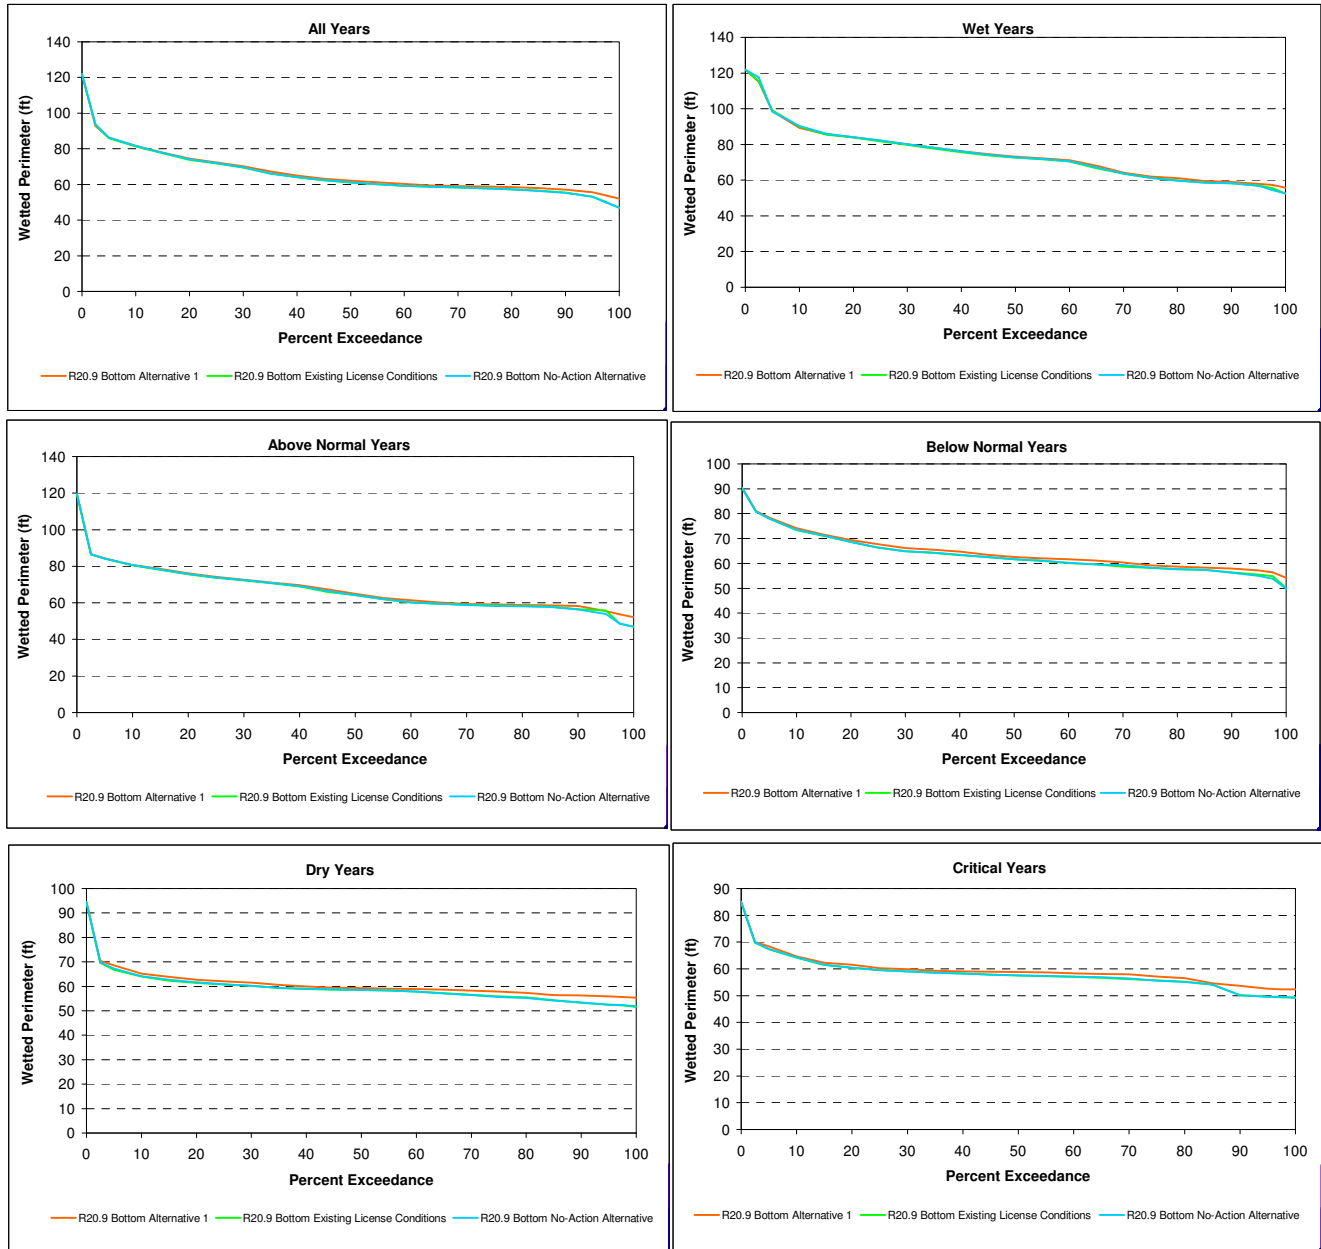 All Years
140
120
100
80
60
40
20
0
Wetted Perimeter (ft)
0 10 20 30 40 50 60 70 80 90 100
Percent Exceedance
R20.9 Bottom Alternative 1 R20.9 Bottom Existing License Conditions R20.9 Bottom No-Action Alternative
Wet Years
140
120
100
80
60
40
20
0
Wetted Perimeter (ft)
0 10 20 30 40 50 60 70 80 90 100
Percent Exceedance
R20.9 Bottom Alternative 1 R20.9 Bottom Existing License Conditions R20.9 Bottom No-Action Alternative
Above Normal Years
140
120
100
80
60
40
20
0
Wetted Perimeter (ft)
0 10 20 30 40 50 60 70 80 90 100
Percent Exceedance
R20.9 Bottom Alternative 1 R20.9 Bottom Existing License Conditions R20.9 Bottom No-Action Alternative
Below Normal Years
100
90
80
70
60
50
40
30
20
10
0
Wetted Perimeter (ft)
0 10 20 30 40 50 60 70 80 90 100
Percent Exceedance
R20.9 Bottom Alternative 1 R20.9 Bottom Existing License Conditions R20.9 Bottom No-Action Alternative
Dry Years
100
90
80
70
60
50
40
30
20
10
0
Wetted Perimeter (ft)
0 10 20 30 40 50 60 70 80 90 100
Percent Exceedance
R20.9 Bottom Alternative 1 R20.9 Bottom Existing License Conditions R20.9 Bottom No-Action Alternative
Critical Years
90
80
70
60
50
40
30
20
10
0
Wetted Perimeter (ft)
0 10 20 30 40 50 60 70 80 90 100
Percent Exceedance
R20.9 Bottom Alternative 1 R20.9 Bottom Existing License Conditions R20.9 Bottom No-Action Alternative